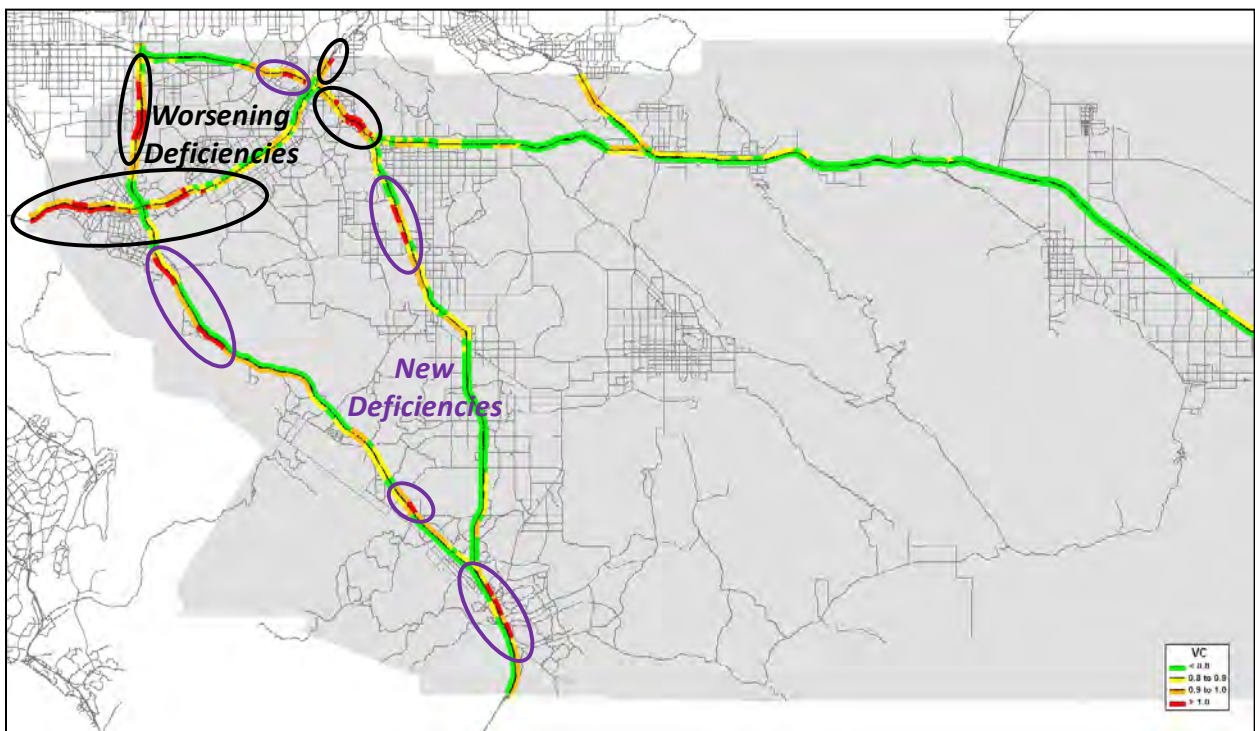 Worsening
Deficiencies
New
Deficiencies
VC
< 0.8
0.8 to 0.9
0.9 to 1.0
> 1.0